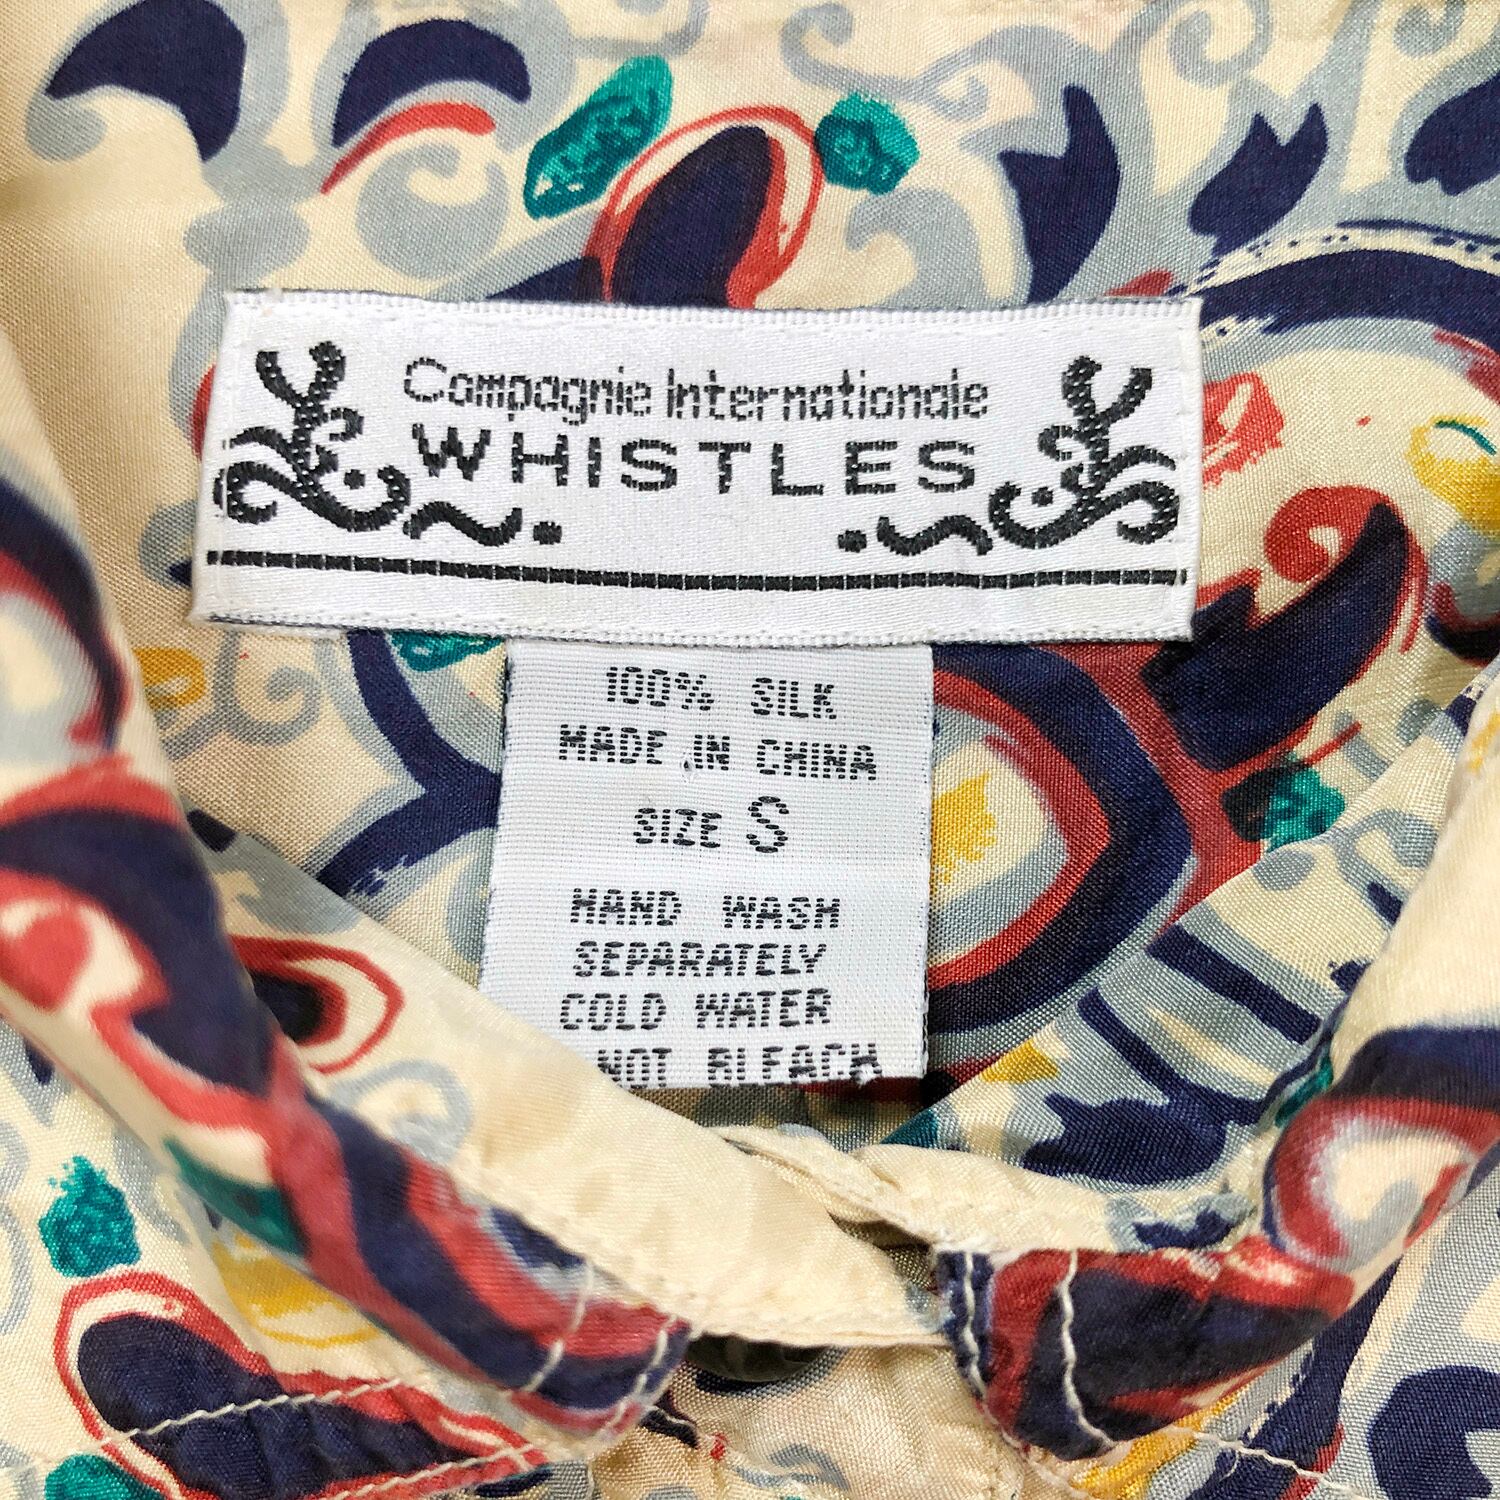 Compagnie Internationale
WHISTLES
100% SILK
MADE IN CHINA
SIZE S
HAND WASH
SEPARATELY
COLD WATER
NOT BLEACH